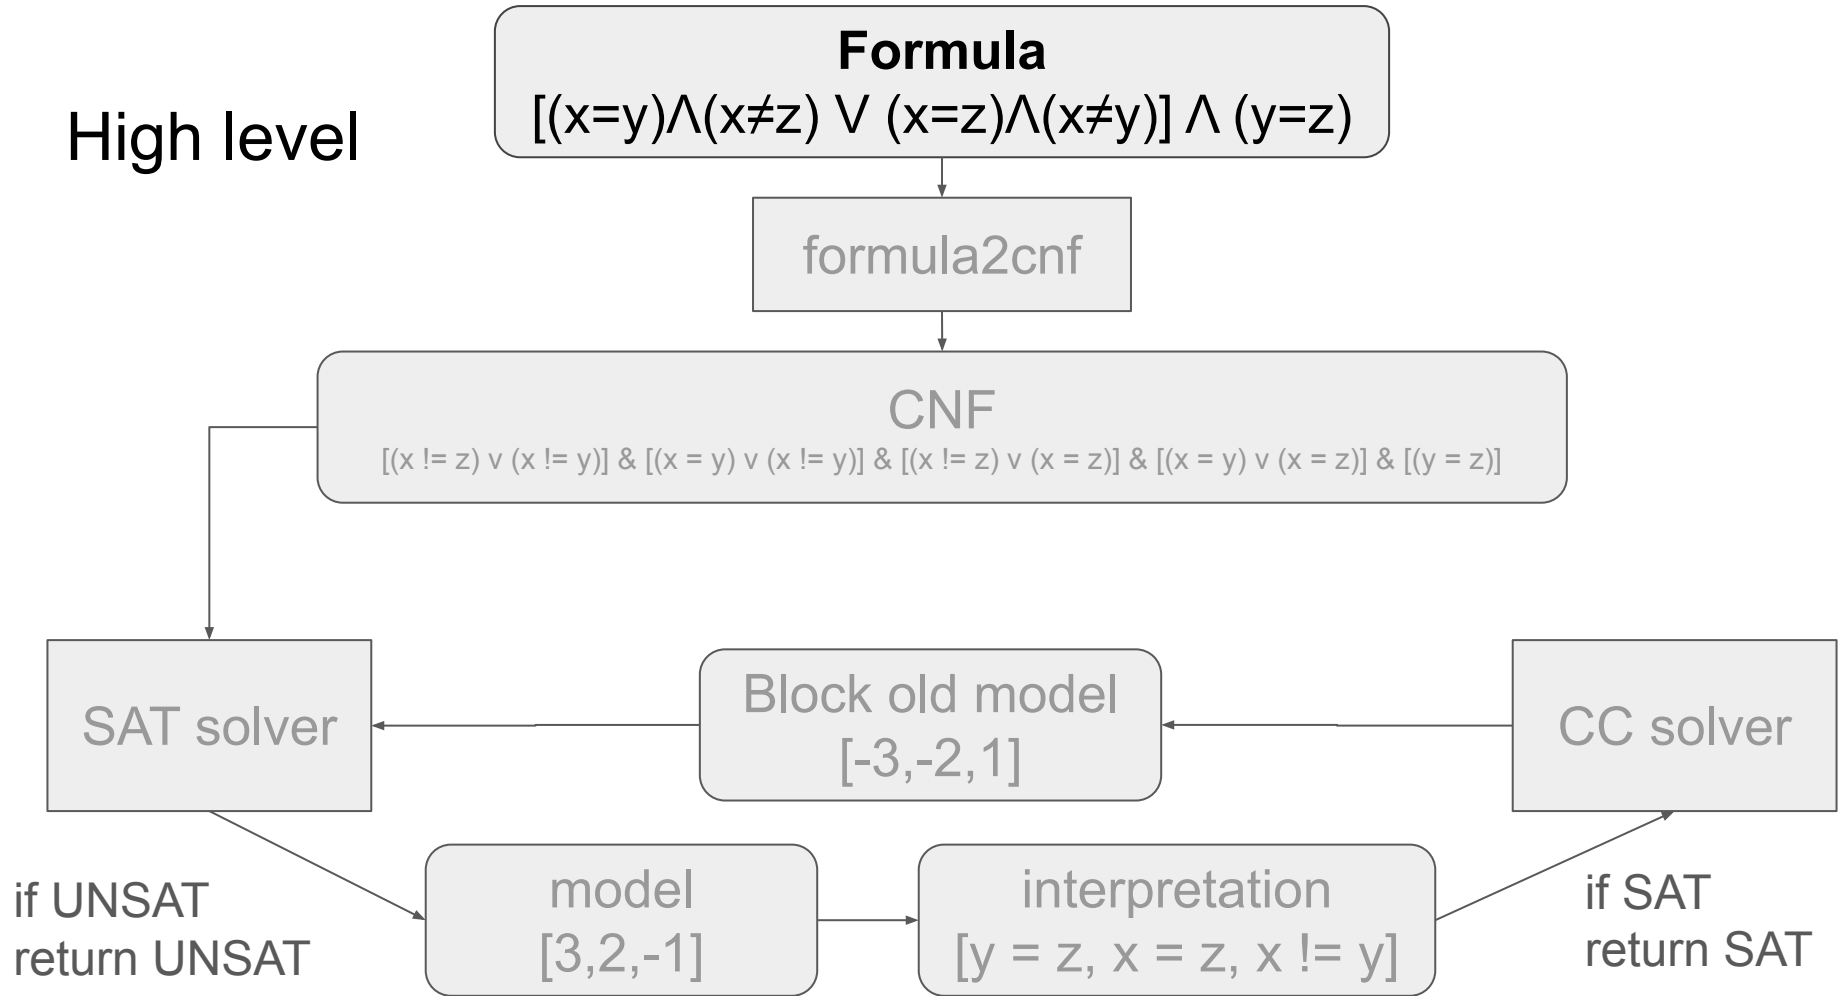 High level
Formula
[(x=y)Λ(x≠z) V (x=z)Λ(x≠y)] Λ (y=z)
formula2cnf
CNF
[(x != z) v (x != y)] & [(x = y) v (x != y)] & [(x != z) v (x = z)] & [(x = y) v (x = z)] & [(y = z)]
SAT solver
Block old model
[-3,-2,1]
CC solver
if UNSAT
return UNSAT
model
[3,2,-1]
interpretation
[y = z, x = z, x != y]
if SAT
return SAT